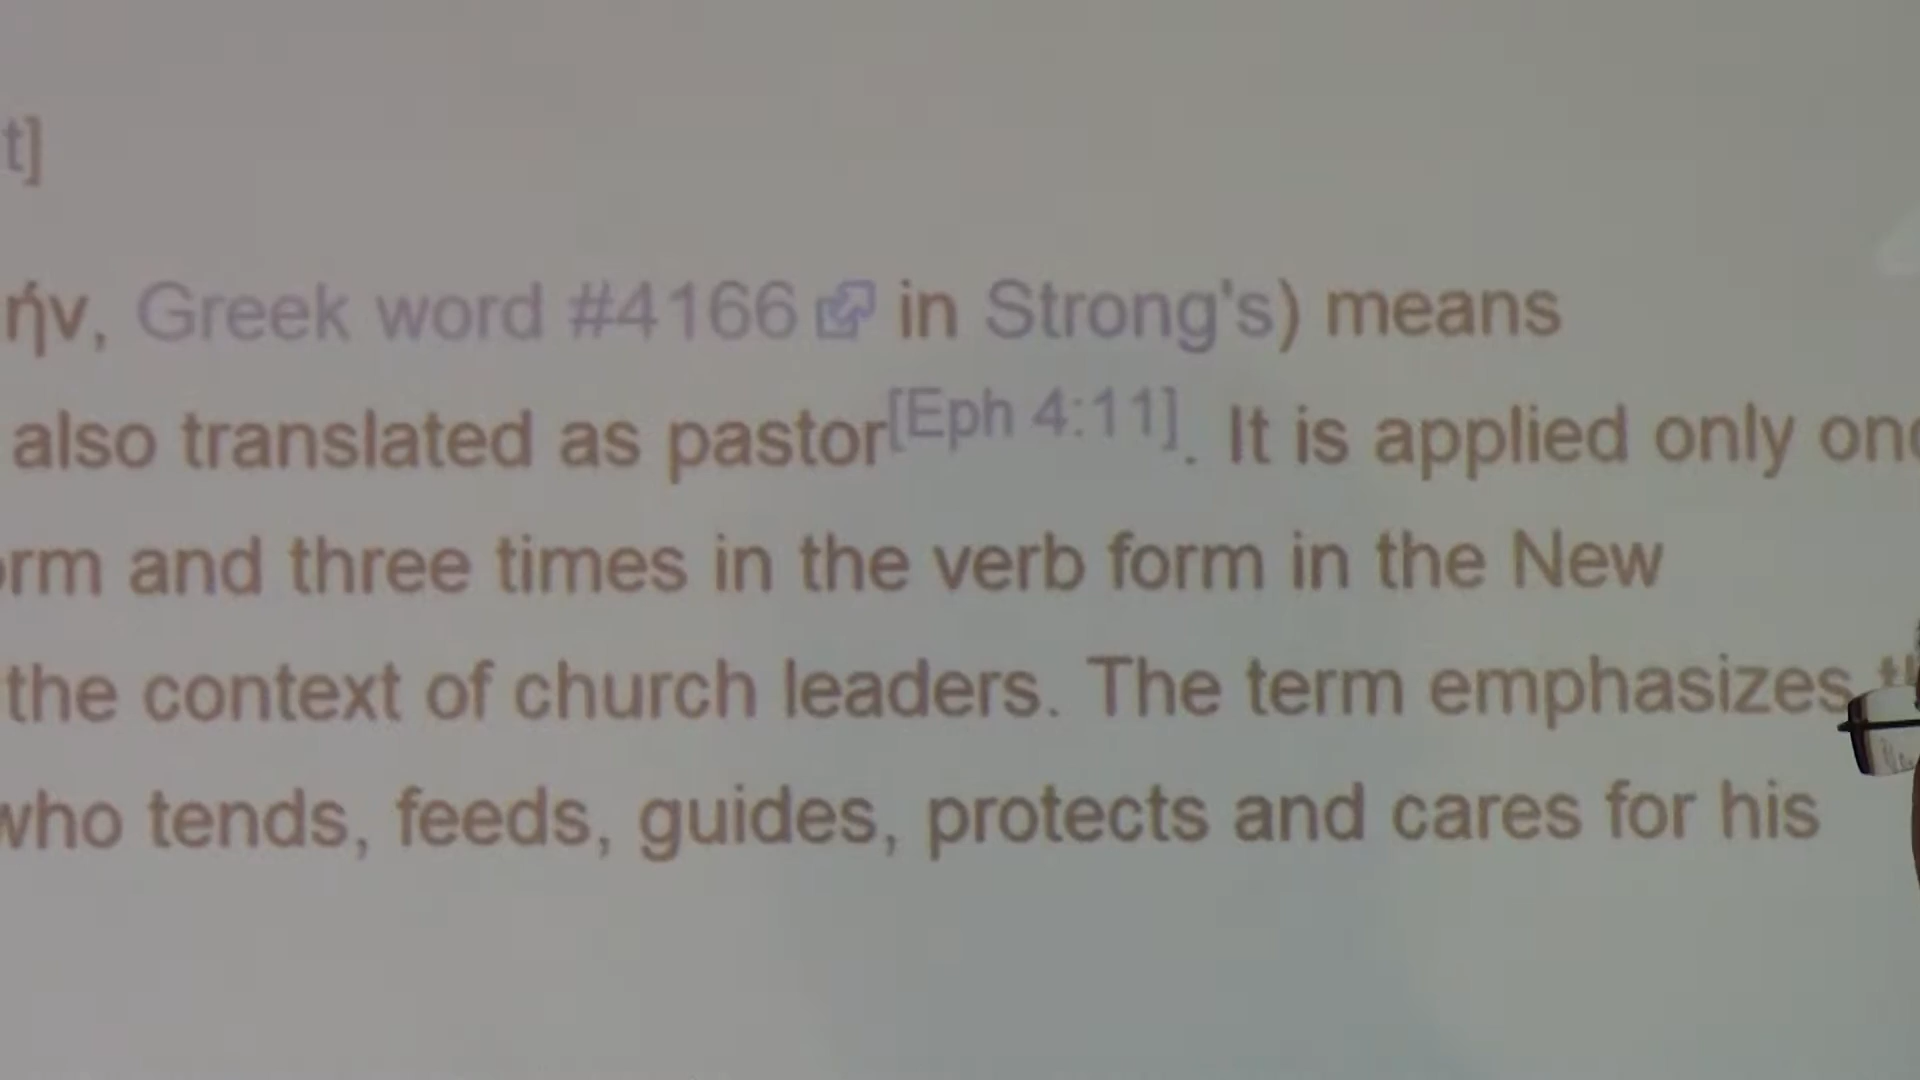 t]
ήν, Greek word #4166 in Strong's) means
also translated as pastor[Eph 4:11]. It is applied only
and three times in the verb form in the New
the context of church leaders. The term emphasizes
who tends, feeds, guides, protects and cares for his